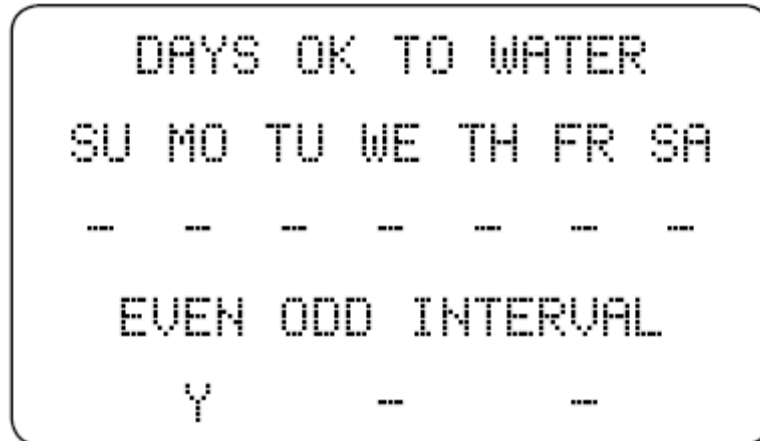 DAYS OK TO WATER
SU MO TU WE TH FR SA
- - - - - - -
EVEN ODD INTERVAL
Y - -